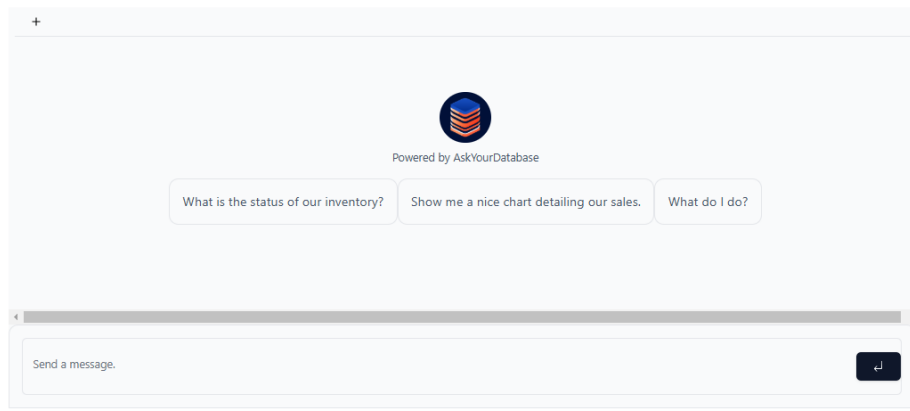 +
Powered by AskYourDatabase
What is the status of our inventory? Show me a nice chart detailing our sales. What do I do?
Send a message.